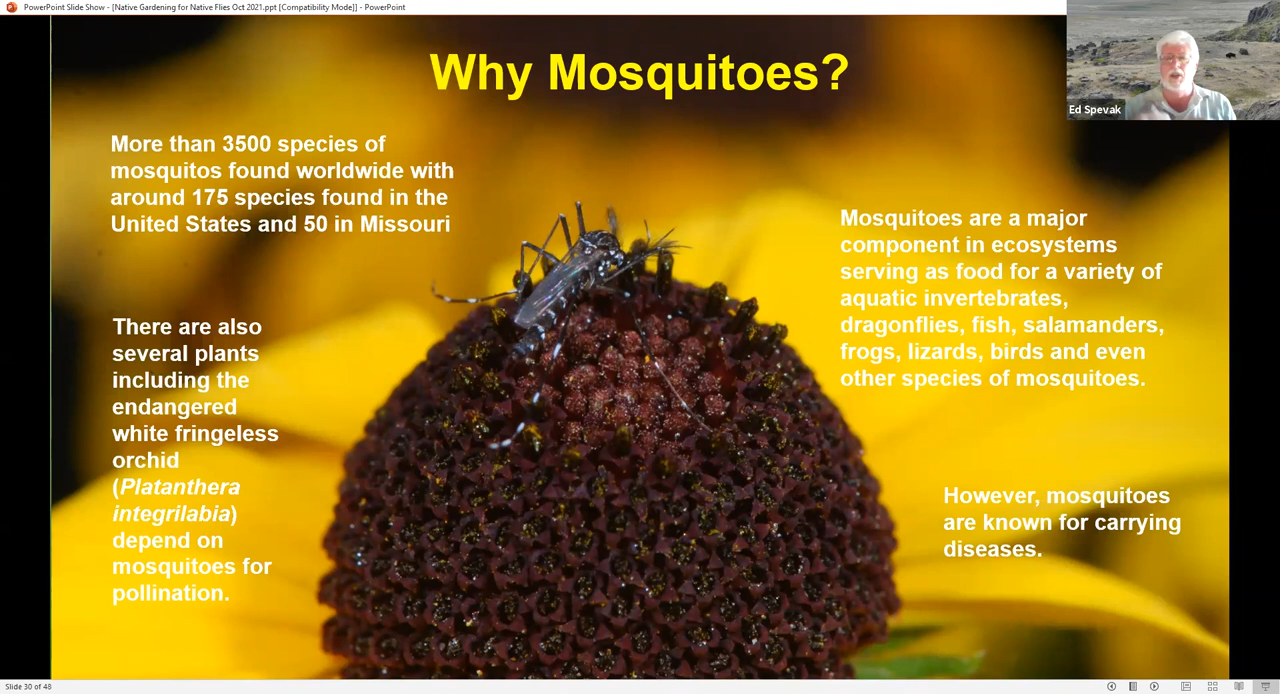 PowerPoint Slide Show - [Native Gardening for Native Flies Oct 2021.ppt [Compatibility Mode]] - PowerPoint
Why Mosquitoes?
Ed Spevak
More than 3500 species of
mosquitos found worldwide with
around 175 species found in the
United States and 50 in Missouri
Mosquitoes are a major
component in ecosystems
serving as food for a variety of
aquatic invertebrates,
dragonflies, fish, salamanders,
frogs, lizards, birds and even
other species of mosquitoes.
There are also
several plants
including the
endangered
white fringeless
orchid
(Platanthera
integrilabia)
depend on
mosquitoes for
pollination.
However, mosquitoes
are known for carrying
diseases.
Slide 30 of 48